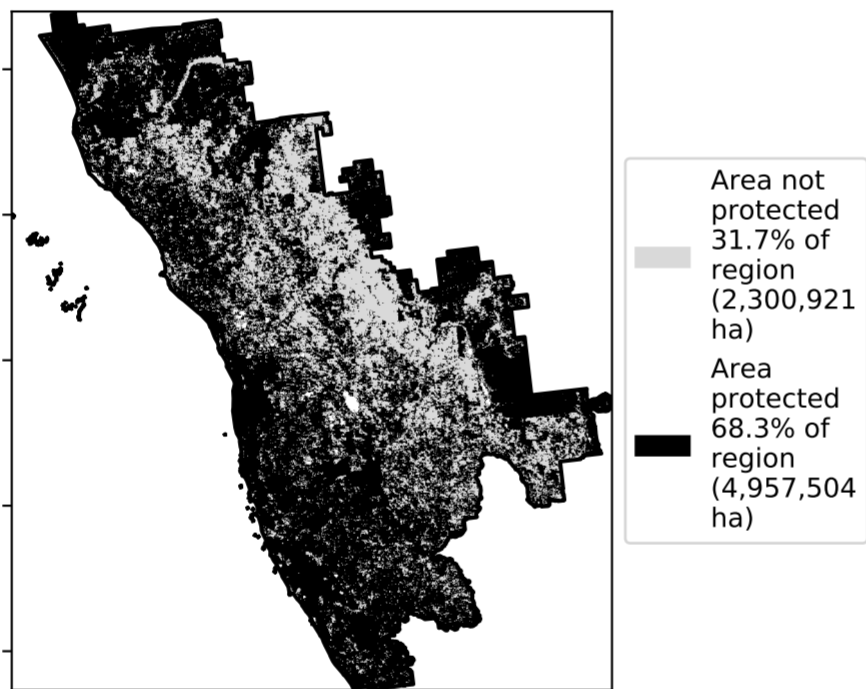 Area not
protected
31.7% of
region
(2,300,921
ha)
Area
protected
68.3% of
region
(4,957,504
ha)